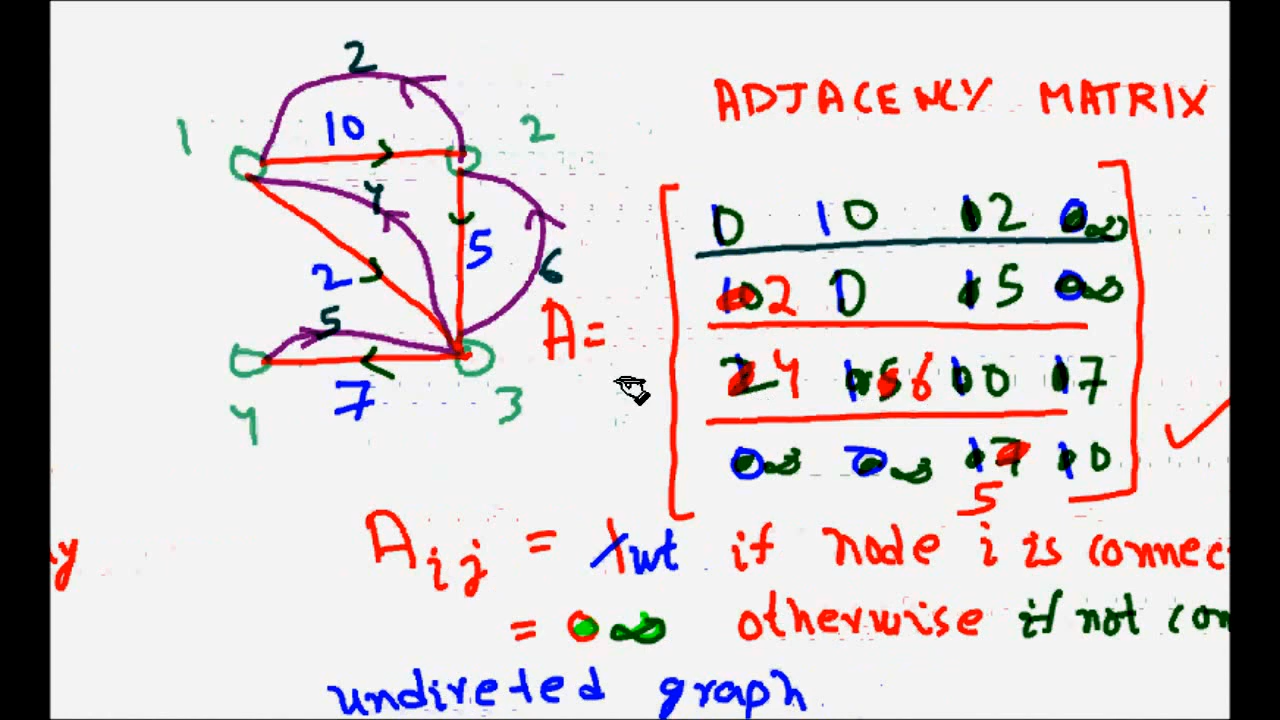 2
1 10 2
ADJACENCY MATRIX
4
2 5 6
5
4 7 3
A =
0 10 2 ∞
2 0 5 ∞
4 6 0 7
∞ ∞ 5 0
Aij = wt if node i is connec
= ∞ otherwise if not con
undireted graph